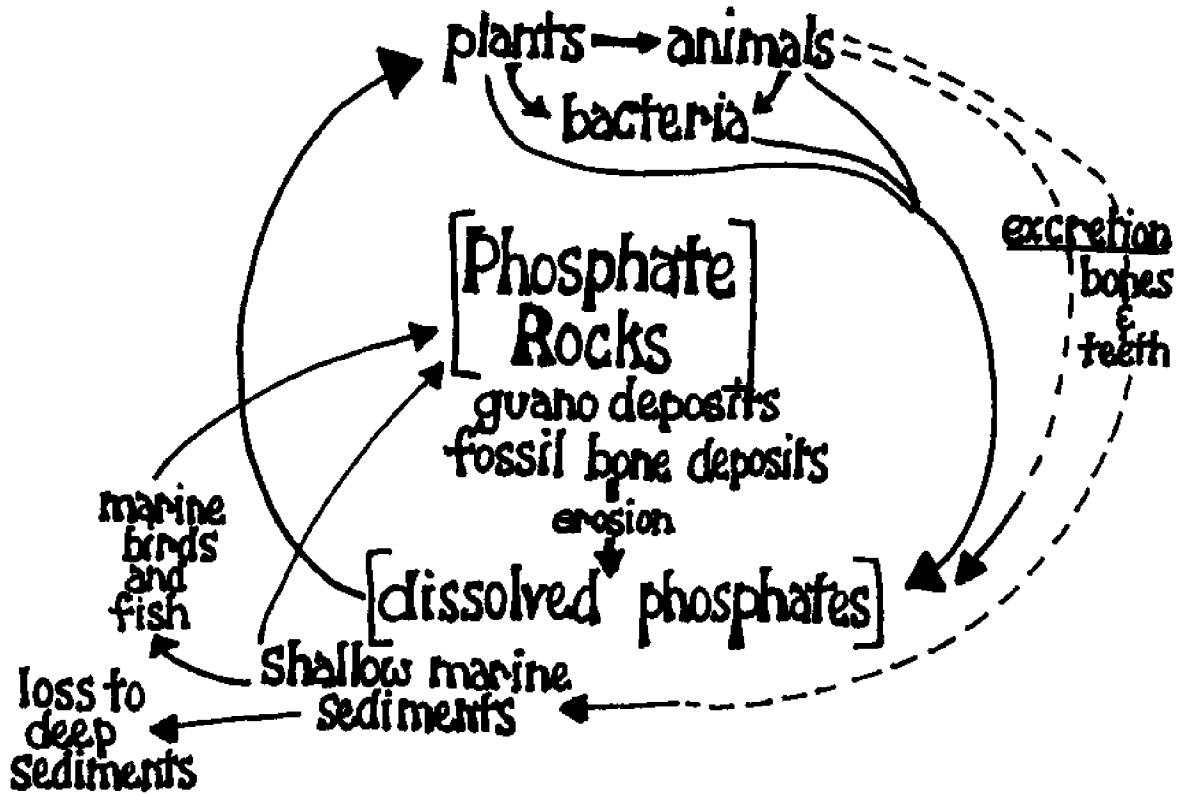 plants animals
bacteria
excretion
bones
&
teeth
[Phosphate
Rocks]
guano deposits
fossil bone deposits
erosion
[dissolved phosphates]
marine
birds
and
fish
shallow marine
sediments
loss to
deep
sediments